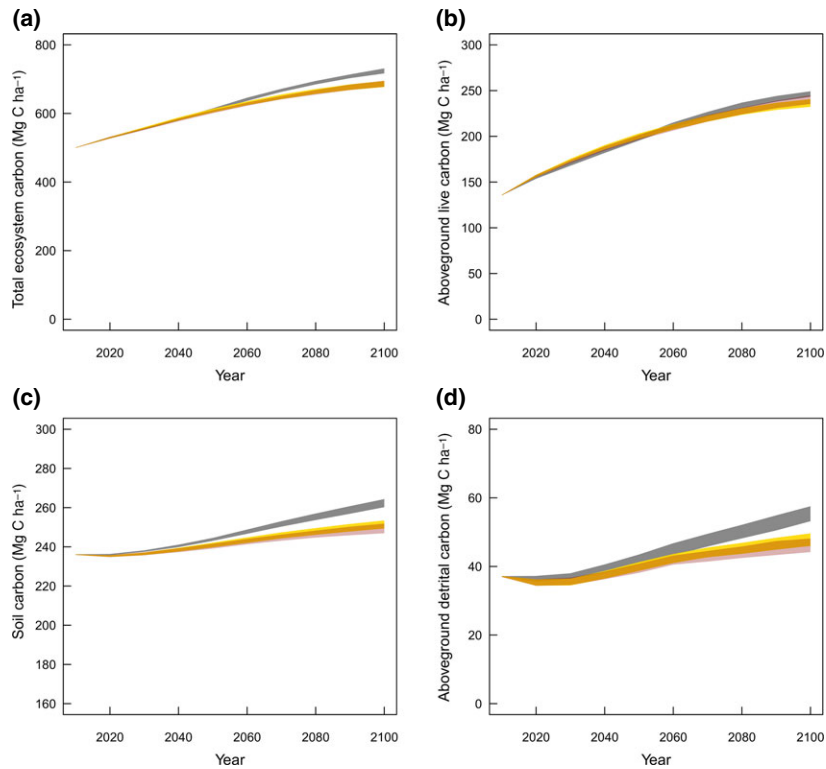 (a)
Total ecosystem carbon (Mg C ha⁻¹)
800
600
400
200
0
2020 2040 2060 2080 2100
Year
(b)
Aboveground live carbon (Mg C ha⁻¹)
300
250
200
150
100
50
0
2020 2040 2060 2080 2100
Year
(c)
Soil carbon (Mg C ha⁻¹)
300
280
260
240
220
200
180
160
2020 2040 2060 2080 2100
Year
(d)
Aboveground detrital carbon (Mg C ha⁻¹)
80
60
40
20
0
2020 2040 2060 2080 2100
Year